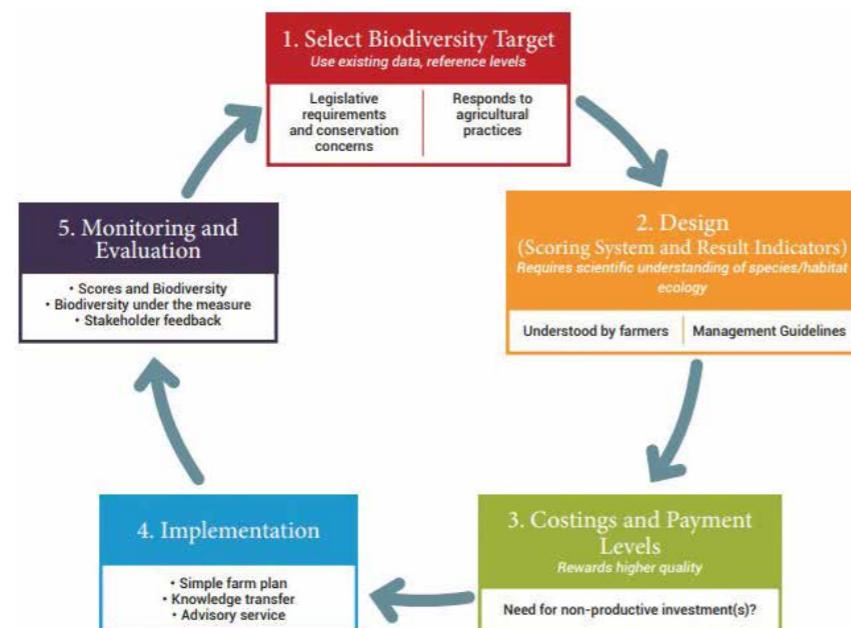 1. Select Biodiversity Target
Use existing data, reference levels
Legislative
requirements
and conservation
concerns
Responds to
agricultural
practices
2. Design
(Scoring System and Result Indicators)
Requires scientific understanding of species/habitat
ecology
Understood by farmers
Management Guidelines
3. Costings and Payment
Levels
Rewards higher quality
Need for non-productive investment(s)?
4. Implementation
• Simple farm plan
• Knowledge transfer
• Advisory service
5. Monitoring and
Evaluation
• Scores and Biodiversity
• Biodiversity under the measure
• Stakeholder feedback